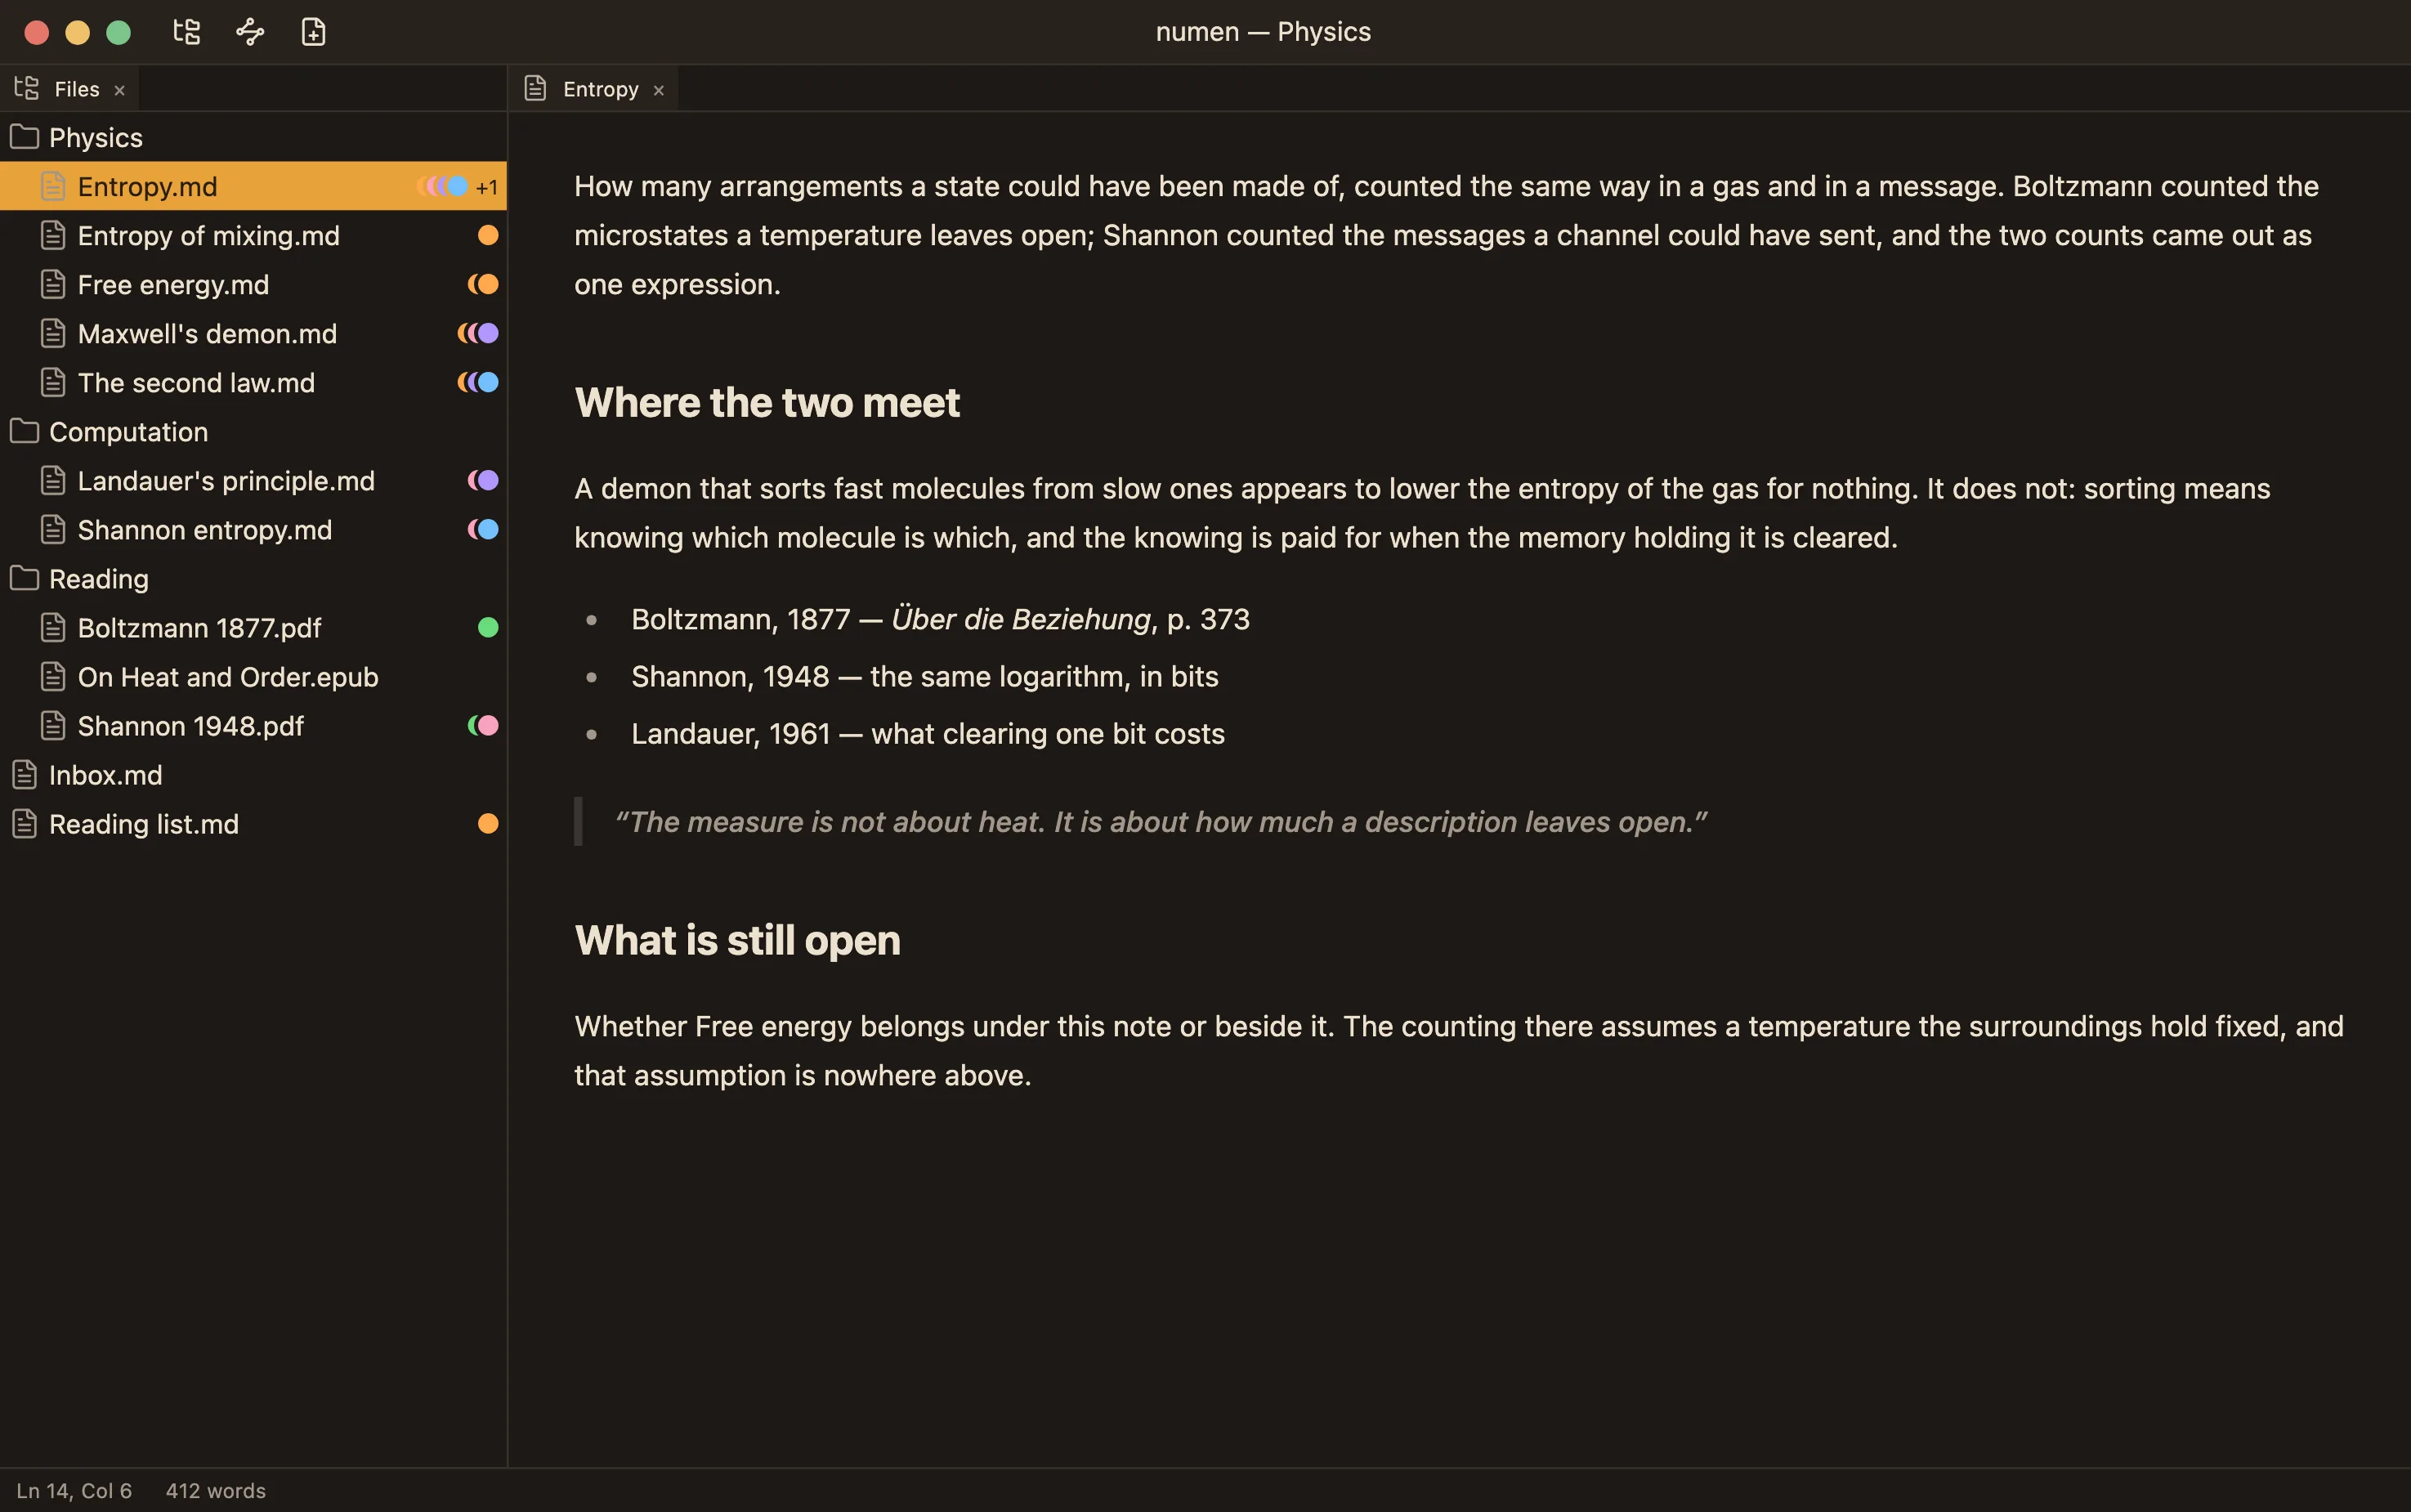 numen — Physics
Files ×
Entropy ×
Physics
Entropy.md +1
Entropy of mixing.md
Free energy.md
Maxwell's demon.md
The second law.md
Computation
Landauer's principle.md
Shannon entropy.md
Reading
Boltzmann 1877.pdf
On Heat and Order.epub
Shannon 1948.pdf
Inbox.md
Reading list.md
How many arrangements a state could have been made of, counted the same way in a gas and in a message. Boltzmann counted the
microstates a temperature leaves open; Shannon counted the messages a channel could have sent, and the two counts came out as
one expression.
Where the two meet
A demon that sorts fast molecules from slow ones appears to lower the entropy of the gas for nothing. It does not: sorting means
knowing which molecule is which, and the knowing is paid for when the memory holding it is cleared.
• Boltzmann, 1877 — Über die Beziehung, p. 373
• Shannon, 1948 — the same logarithm, in bits
• Landauer, 1961 — what clearing one bit costs
“The measure is not about heat. It is about how much a description leaves open.”
What is still open
Whether Free energy belongs under this note or beside it. The counting there assumes a temperature the surroundings hold fixed, and
that assumption is nowhere above.
Ln 14, Col 6 412 words